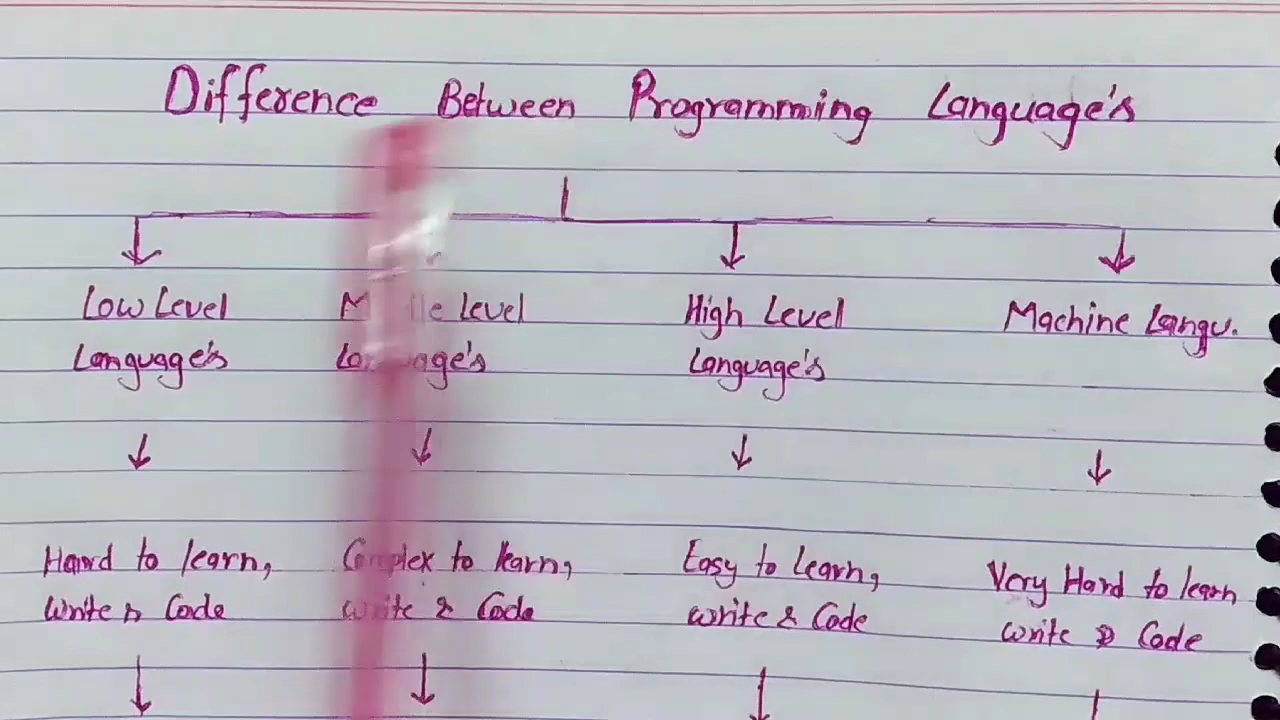 Difference Between Programming Language's
Low Level
Language's
Level
High Level
Language's
Machine Langu.
Hard to learn,
Write & Code
Complex to learn,
write & Code
Easy to Learn,
write & Code
Very Hard to learn
write & Code